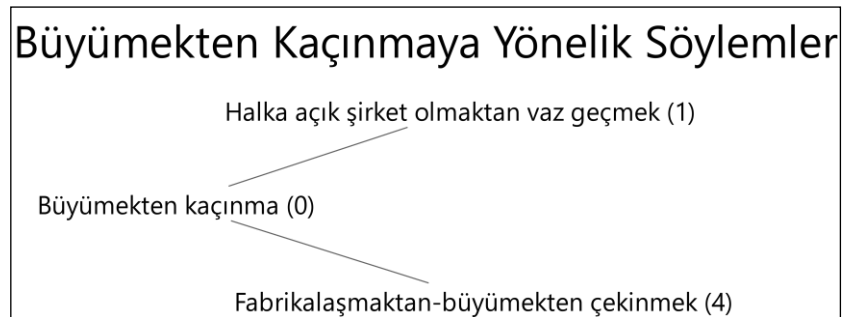 Büyümekten Kaçınmaya Yönelik Söylemler
Halka açık şirket olmaktan vaz geçmek (1)
Büyümekten kaçınma (0)
Fabrikalaşmaktan-büyümekten çekinmek (4)